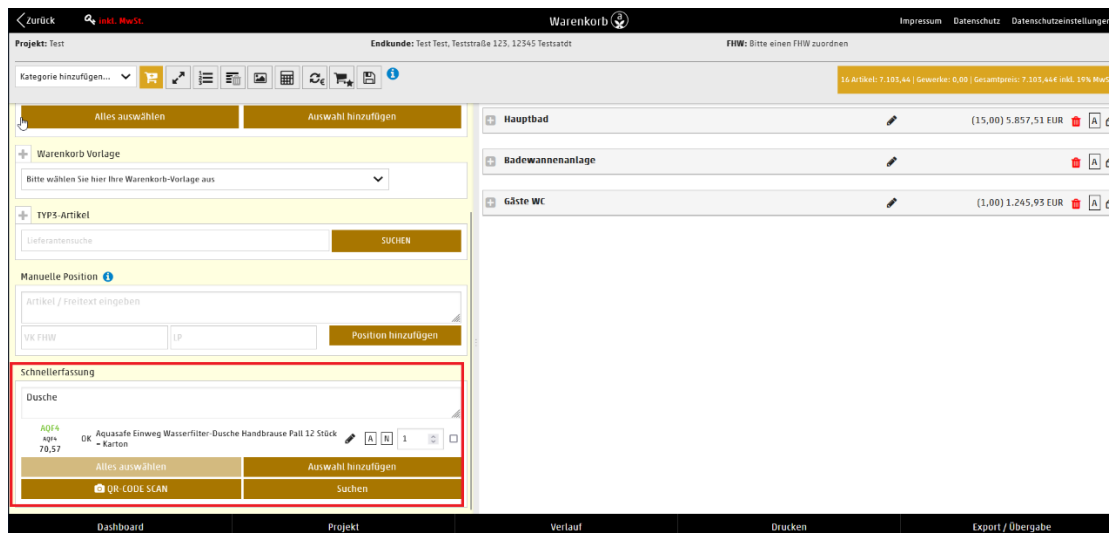 Zurück
inkl. MwSt.
Warenkorb
Impressum Datenschutz Datenschutzeinstellungen
Projekt: Test
Endkunde: Test Test, Teststraße 123, 12345 Testsatdt
FHW: Bitte einen FHW zuordnen
Kategorie hinzufügen...
16 Artikel: 7.103,44 | Gewerke: 0,00 | Gesamtpreis: 7.103,44€ inkl. 19% MwS
Alles auswählen
Auswahl hinzufügen
Warenkorb Vorlage
Bitte wählen Sie hier Ihre Warenkorb-Vorlage aus
TYP3-Artikel
Lieferantensuche
SUCHEN
Manuelle Position
Artikel / Freitext eingeben
VK FHW
LP
Position hinzufügen
Schnellerfassung
Dusche
AQF4
AQF4
70,57
OK
Aquasafe Einweg Wasserfilter-Dusche Handbrause Pall 12 Stück
- Karton
A N 1
Alles auswählen
Auswahl hinzufügen
QR-CODE SCAN
Suchen
Hauptbad
(15,00) 5.857,51 EUR
A
Badewannenanlage
A
Gäste WC
(1,00) 1.245,93 EUR
A
Dashboard
Projekt
Verlauf
Drucken
Export / Übergabe